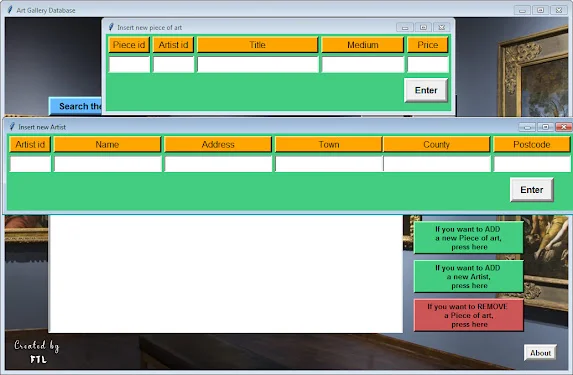 Art Gallery Database
Insert new piece of art
Piece id Artist id Title Medium Price
Enter
Search the
Insert new Artist
Artist id Name Address Town County Postcode
Enter
If you want to ADD
a new Piece of art,
press here
If you want to ADD
a new Artist,
press here
If you want to REMOVE
a Piece of art,
press here
Created by
FTL
About